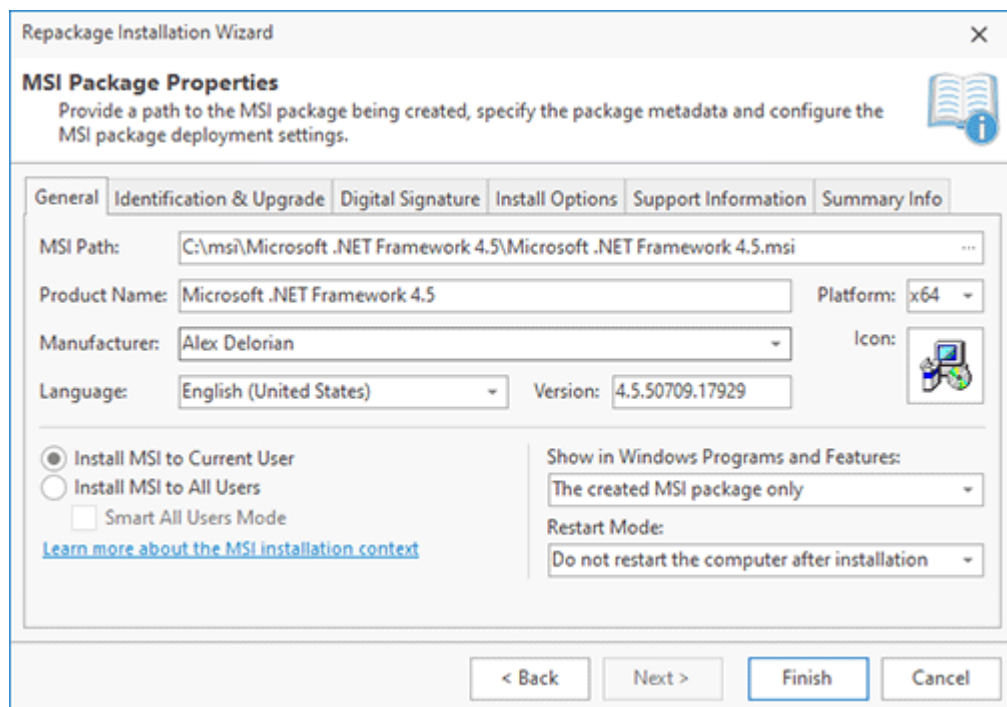 Repackage Installation Wizard
MSI Package Properties
Provide a path to the MSI package being created, specify the package metadata and configure the
MSI package deployment settings.
General Identification & Upgrade Digital Signature Install Options Support Information Summary Info
MSI Path: C:\msi\Microsoft .NET Framework 4.5\Microsoft .NET Framework 4.5.msi ...
Product Name: Microsoft .NET Framework 4.5 Platform: x64
Manufacturer: Alex Delorian Icon:
Language: English (United States) Version: 4.5.50709.17929
Install MSI to Current User
Install MSI to All Users
Smart All Users Mode
Learn more about the MSI installation context
Show in Windows Programs and Features:
The created MSI package only
Restart Mode:
Do not restart the computer after installation
< Back Next > Finish Cancel